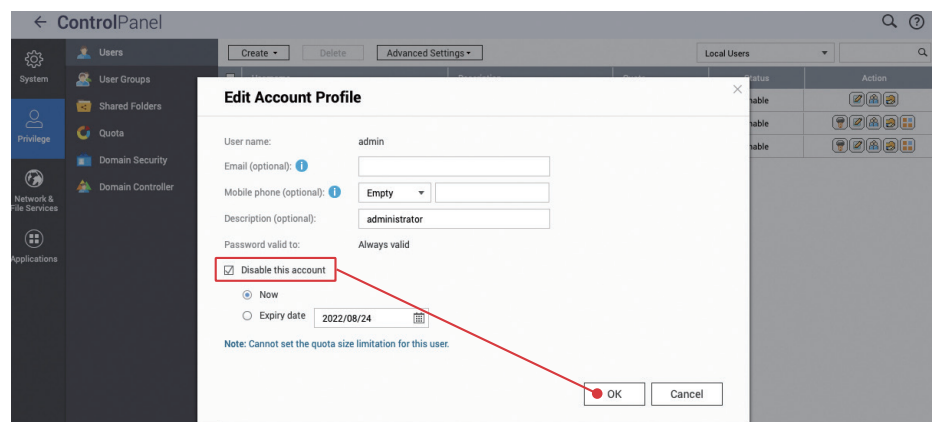 ControlPanel
System
Privilege
Network &
File Services
Applications
Users
User Groups
Shared Folders
Quota
Domain Security
Domain Controller
Create
Delete
Advanced Settings
Local Users
Action
Edit Account Profile
User name: admin
Email (optional):
Mobile phone (optional): Empty
Description (optional): administrator
Password valid to: Always valid
Disable this account
Now
Expiry date 2022/08/24
Note: Cannot set the quota size limitation for this user.
OK Cancel